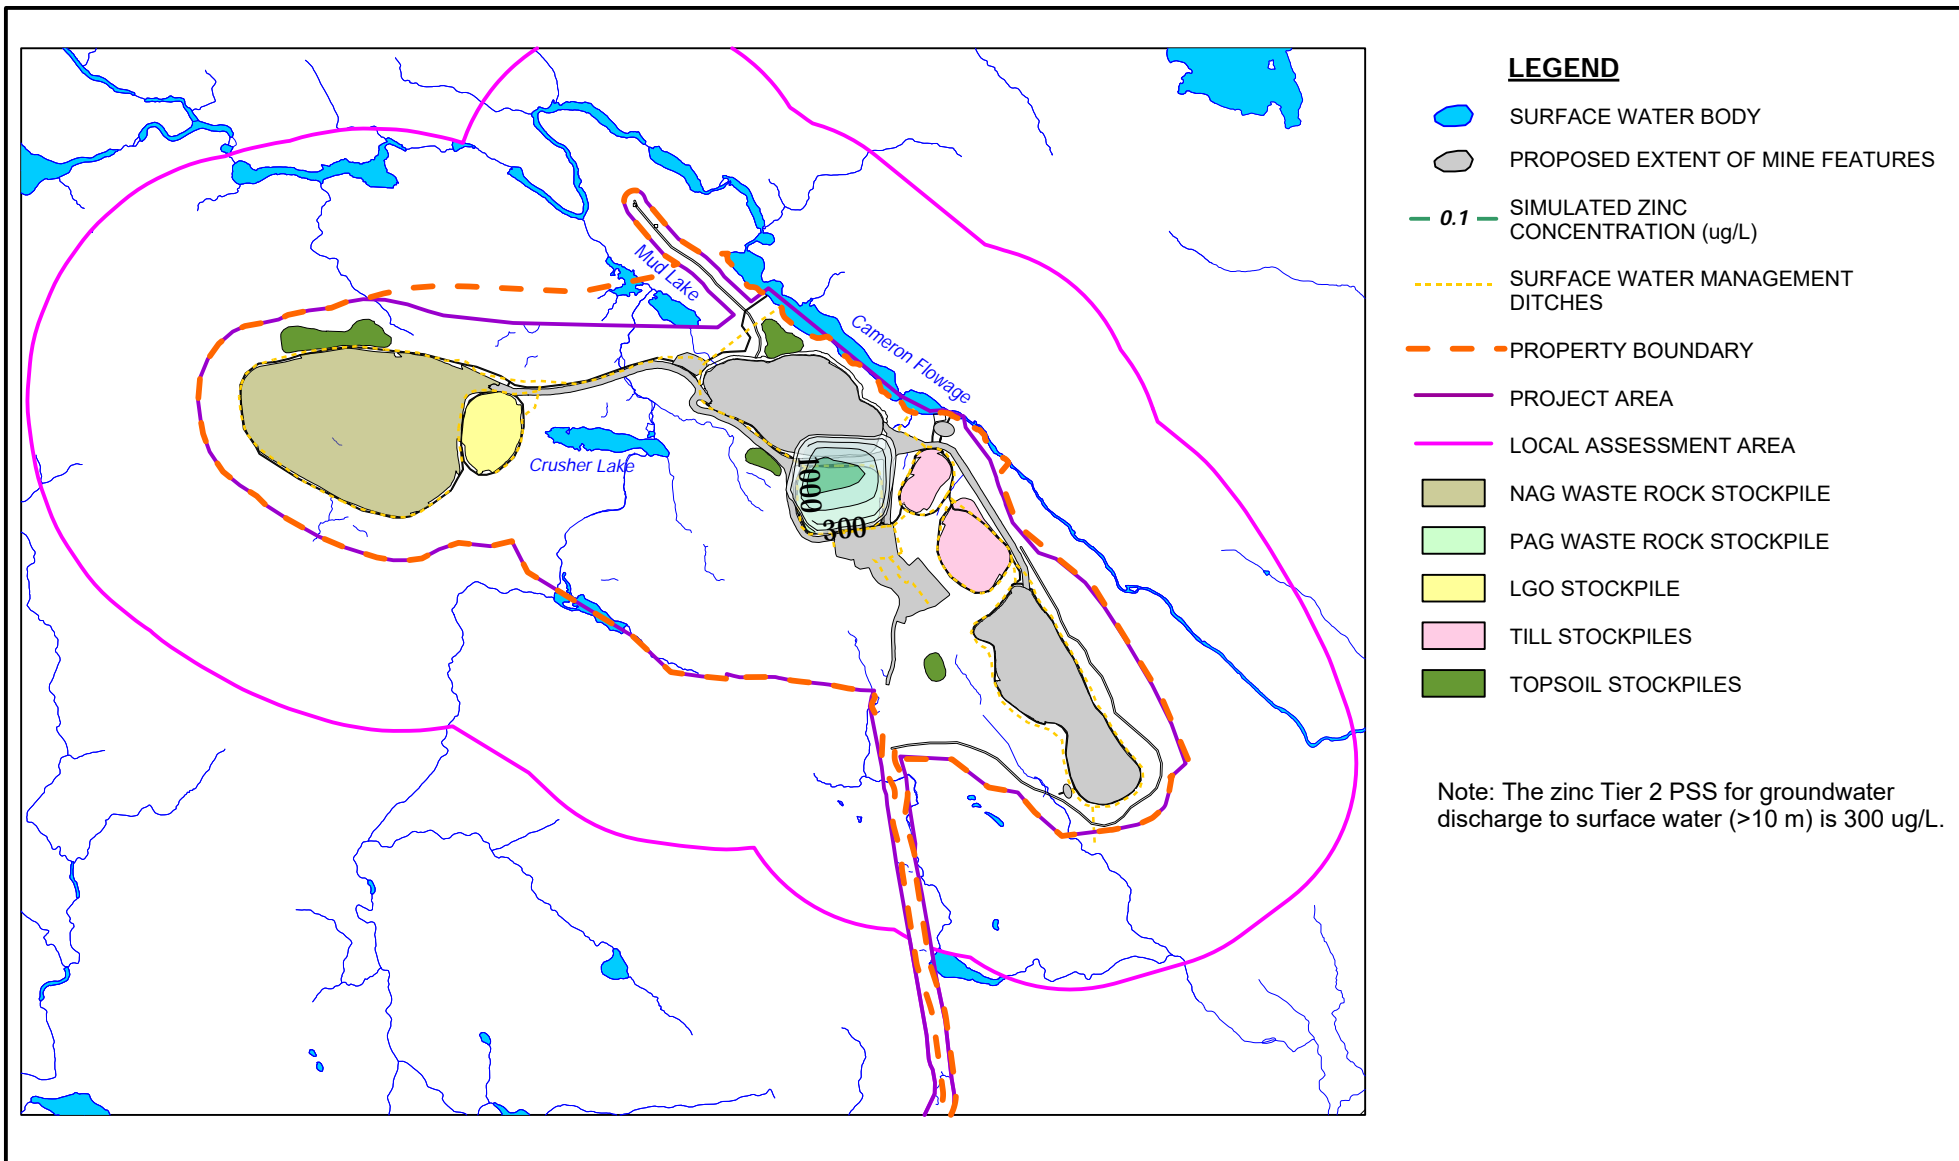 LEGEND
SURFACE WATER BODY
PROPOSED EXTENT OF MINE FEATURES
0.1
SIMULATED ZINC
CONCENTRATION (ug/L)
SURFACE WATER MANAGEMENT
DITCHES
PROPERTY BOUNDARY
PROJECT AREA
LOCAL ASSESSMENT AREA
NAG WASTE ROCK STOCKPILE
PAG WASTE ROCK STOCKPILE
LGO STOCKPILE
TILL STOCKPILES
TOPSOIL STOCKPILES
Note: The zinc Tier 2 PSS for groundwater
discharge to surface water (>10 m) is 300 ug/L.
Mud Lake
Cameron Flowage
Crusher Lake
1000
300